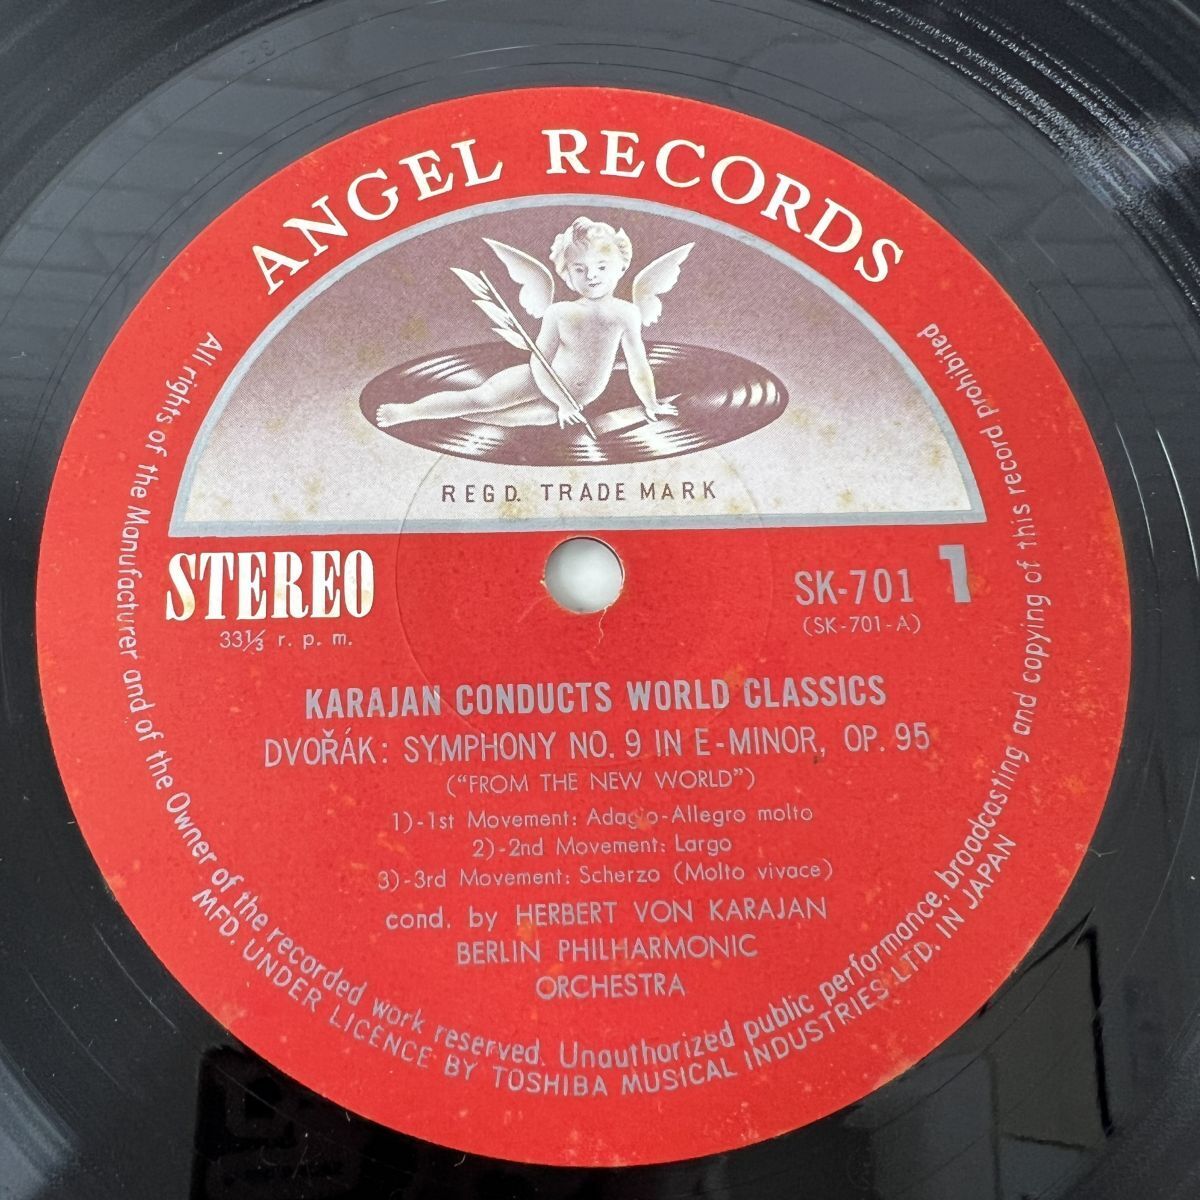 ANGEL RECORDS
REGD. TRADE MARK
STEREO
33⅓ r. p. m.
SK-701 1
(SK-701-A)
KARAJAN CONDUCTS WORLD CLASSICS
DVOŘÁK: SYMPHONY NO. 9 IN E-MINOR, OP. 95
("FROM THE NEW WORLD")
1)-1st Movement: Adagio-Allegro molto
2)-2nd Movement: Largo
3)-3rd Movement: Scherzo (Molto vivace)
cond. by HERBERT VON KARAJAN
BERLIN PHILHARMONIC
ORCHESTRA
All rights of the Manufacturer and of the Owner of the recorded work reserved. Unauthorized public performance, broadcasting and copying of this record prohibited
MFD. UNDER LICENCE BY TOSHIBA MUSICAL INDUSTRIES LTD. IN JAPAN